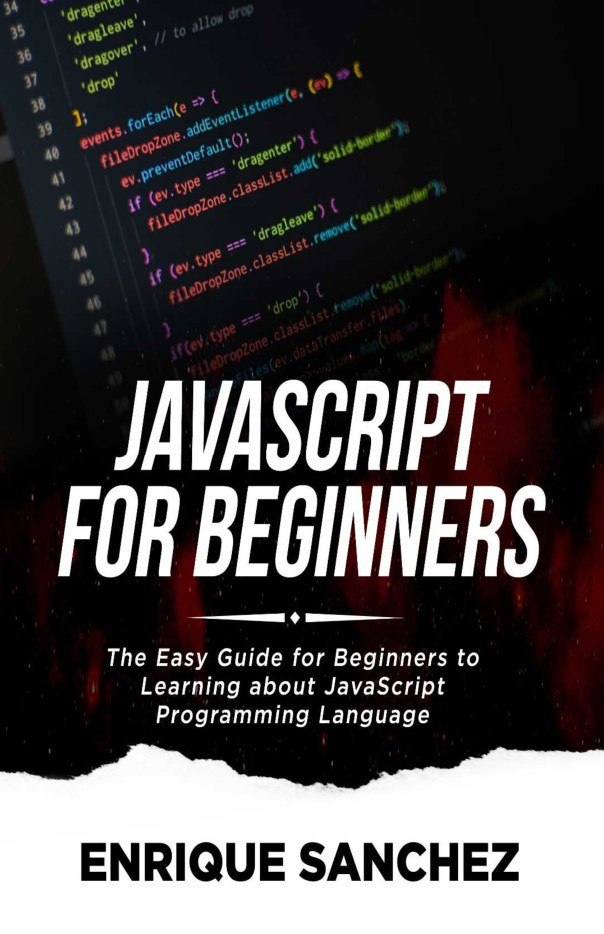 34 'dragenter',
35 'dragleave',
36 'dragover', // to allow drop
37 'drop'
38 ];
39 events.forEach(e => {
40 fileDropZone.addEventListener(e, (ev) => {
41 ev.preventDefault();
42 if (ev.type === 'dragenter') {
43 fileDropZone.classList.add('solid-border');
44 }
45 if (ev.type === 'dragleave') {
46 fileDropZone.classList.remove('solid-border');
47 }
48 if(ev.type === 'drop') {
49 fileDropZone.classList.remove('solid-border');
(ev.dataTransfer.files)
JAVASCRIPT
FOR BEGINNERS
The Easy Guide for Beginners to
Learning about JavaScript
Programming Language
ENRIQUE SANCHEZ